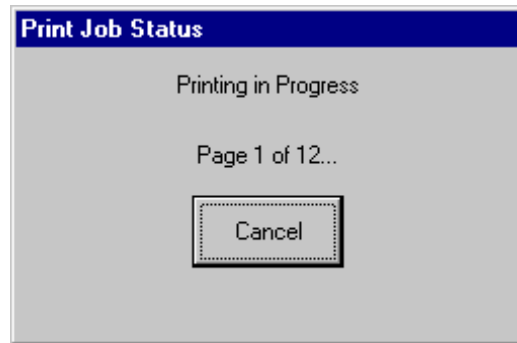 Print Job Status
Printing in Progress
Page 1 of 12...
Cancel